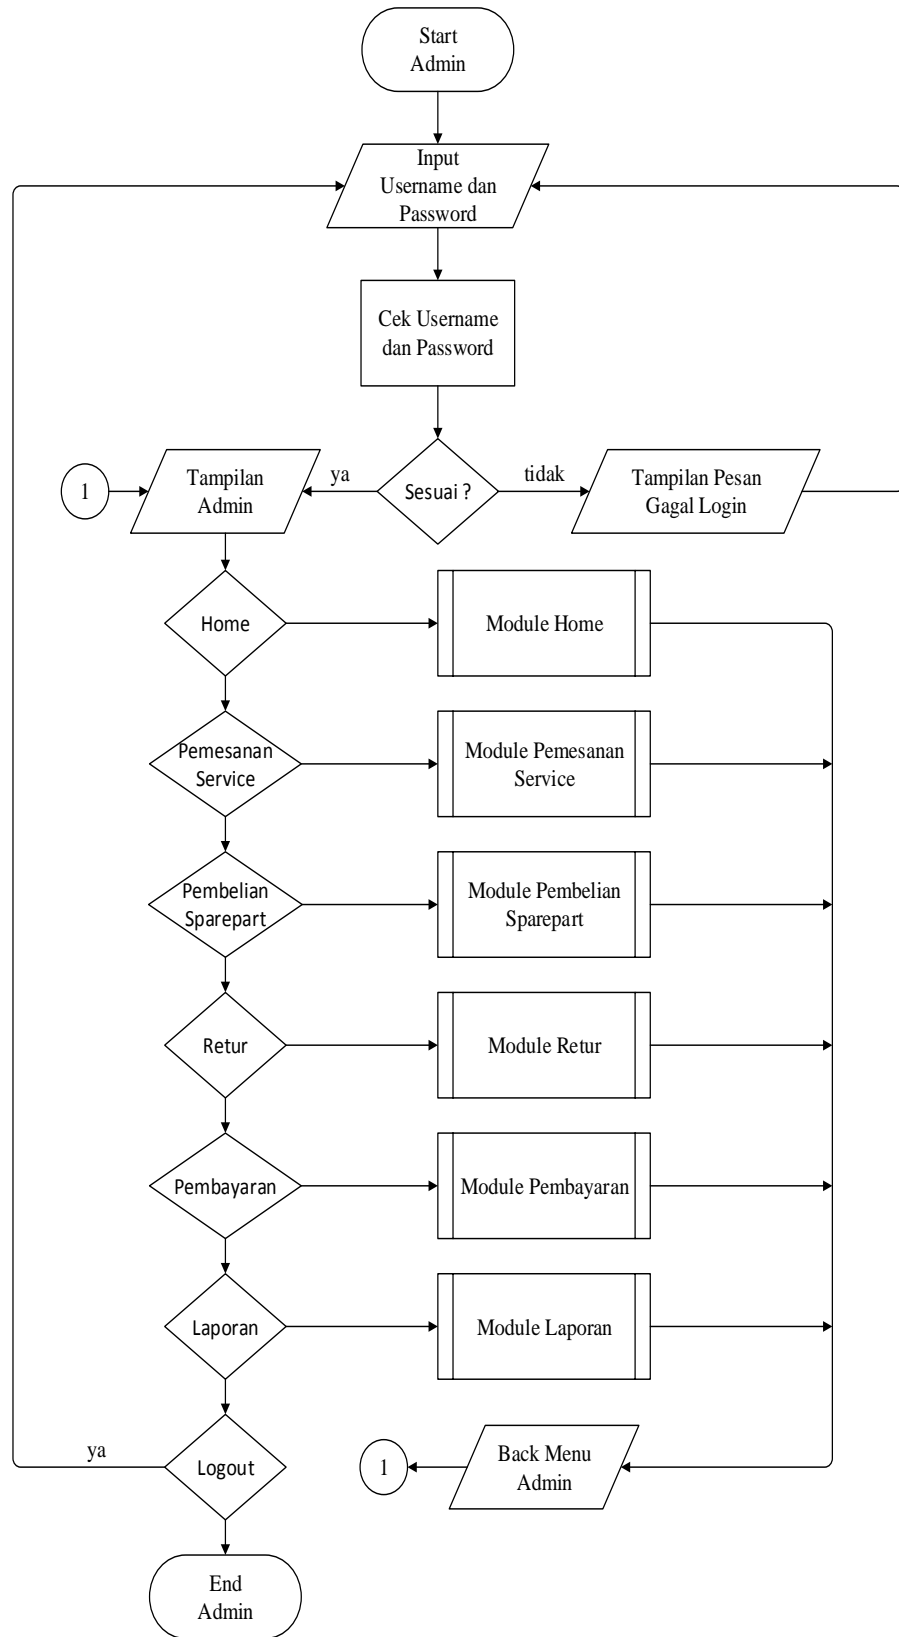 Start
Admin
Input
Username dan
Password
Cek Username
dan Password
1
Tampilan
Admin
ya
Sesuai ?
tidak
Tampilan Pesan
Gagal Login
Home
Module Home
Pemesanan
Service
Module Pemesanan
Service
Pembelian
Sparepart
Module Pembelian
Sparepart
Retur
Module Retur
Pembayaran
Module Pembayaran
Laporan
Module Laporan
ya
Logout
1
Back Menu
Admin
End
Admin